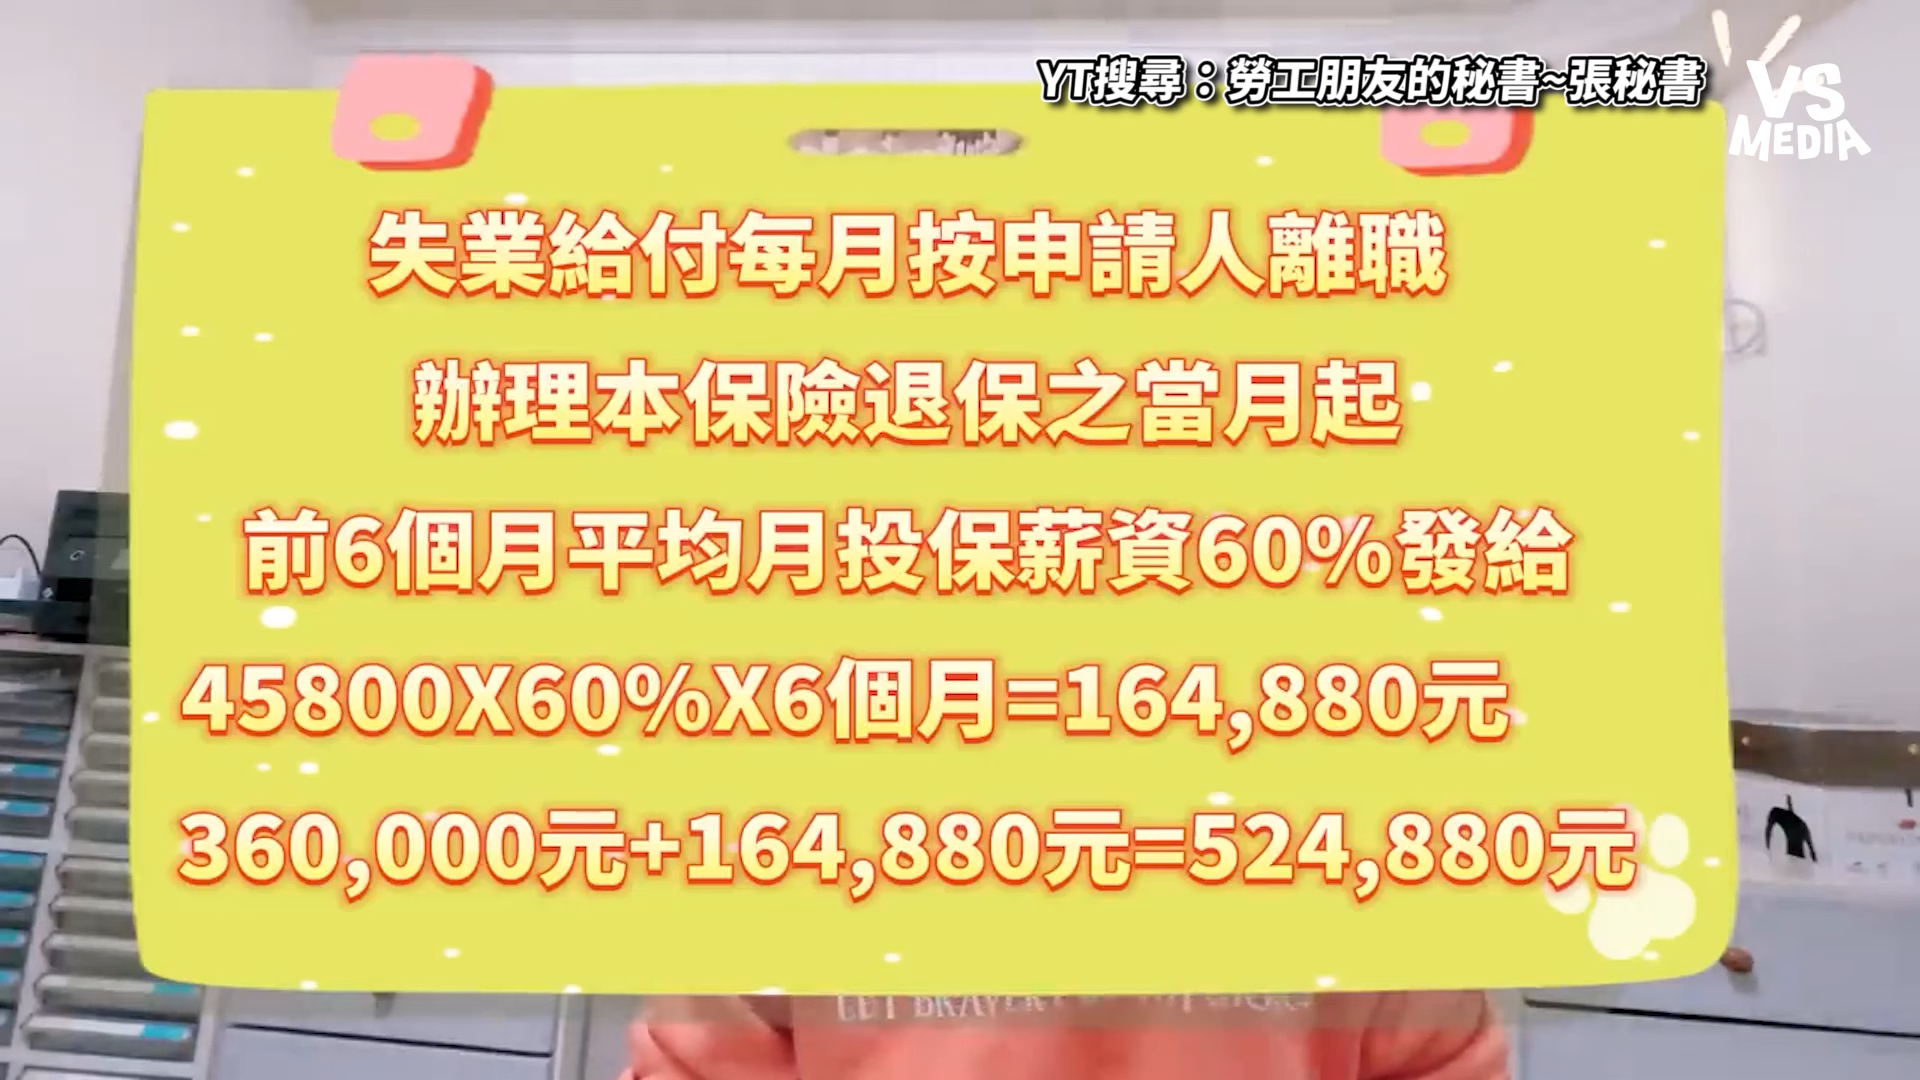 YT搜尋：勞工朋友的秘書~張秘書
VS
MEDIA
失業給付每月按申請人離職
辦理本保險退保之當月起
前6個月平均月投保薪資60%發給
45800X60%X6個月=164,880元
360,000元+164,880元=524,880元